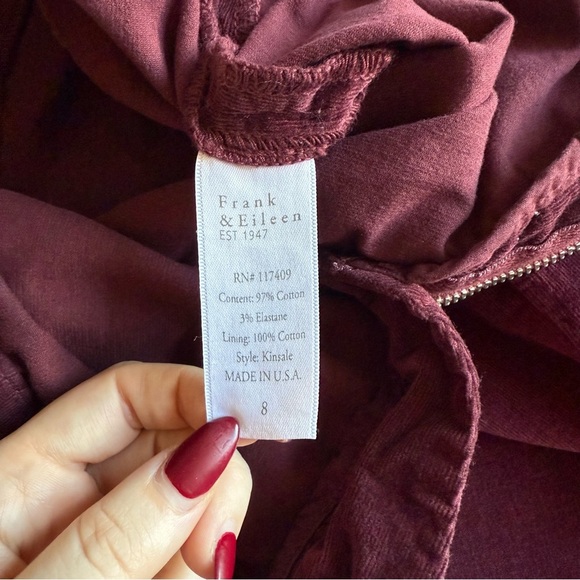 Frank
& Eileen
EST 1947
RN# 117409
Content: 97% Cotton
3% Elastane
Lining: 100% Cotton
Style: Kinsale
MADE IN U.S.A.
8